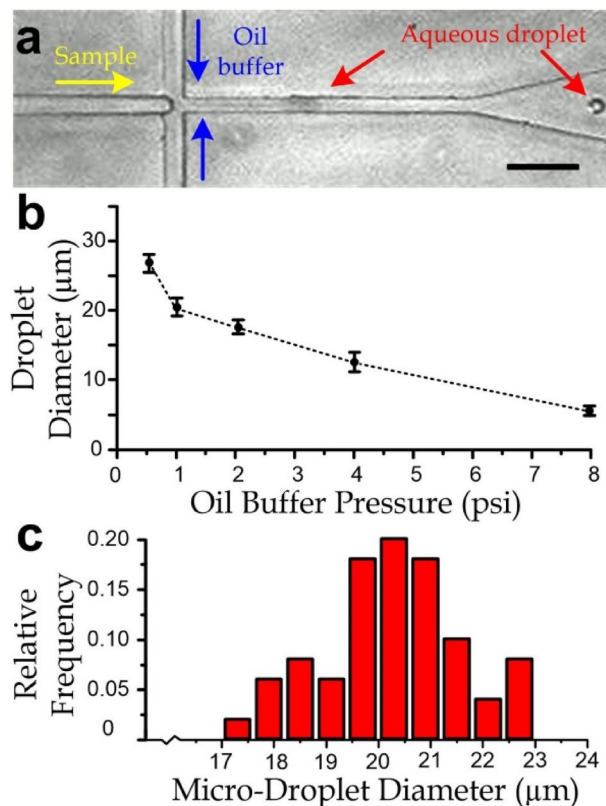 a
Sample
Oil
buffer
Aqueous droplet
b
Droplet
Diameter (µm)
30
20
10
0
0 1 2 3 4 5 6 7 8
Oil Buffer Pressure (psi)
c
Relative
Frequency
0.20
0.10
0.05
0
17 18 19 20 21 22 23 24
Micro-Droplet Diameter (µm)